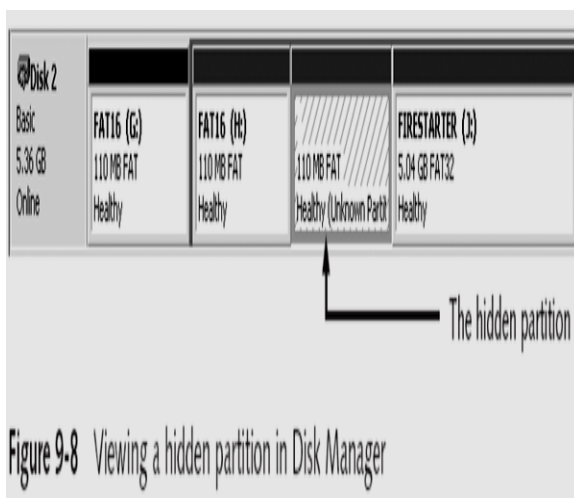 Disk 2
Basic
5.36 GB
Online
FAT16 (G:)
110 MB FAT
Healthy
FAT16 (H:)
110 MB FAT
Healthy
110 MB FAT
Healthy (Unknown Partit
FIRESTARTER (J:)
5.04 GB FAT32
Healthy
The hidden partition
Figure 9-8 Viewing a hidden partition in Disk Manager